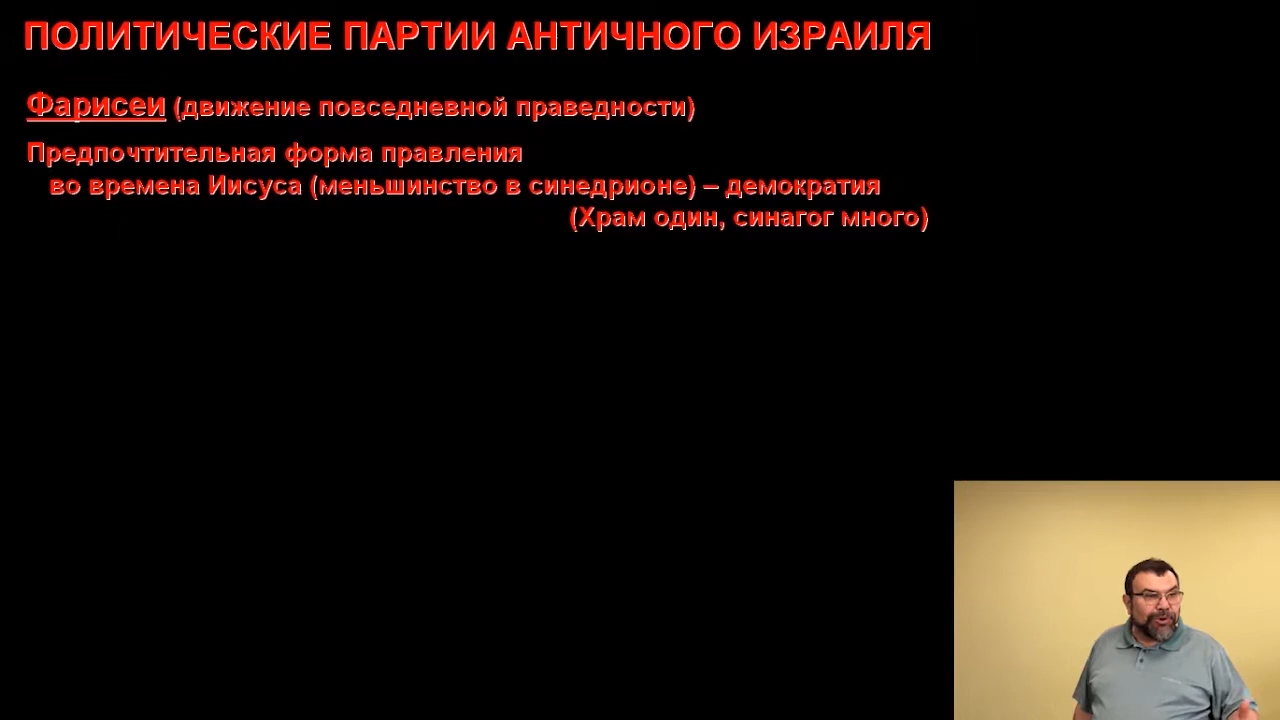 ПОЛИТИЧЕСКИЕ ПАРТИИ АНТИЧНОГО ИЗРАИЛЯ
Фарисеи (движение повседневной праведности)
Предпочтительная форма правления
во времена Иисуса (меньшинство в синедрионе) – демократия
(Храм один, синагог много)